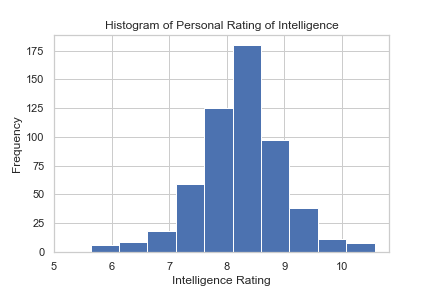 Histogram of Personal Rating of Intelligence
175
150
125
100
75
50
25
0
Frequency
5 6 7 8 9 10
Intelligence Rating